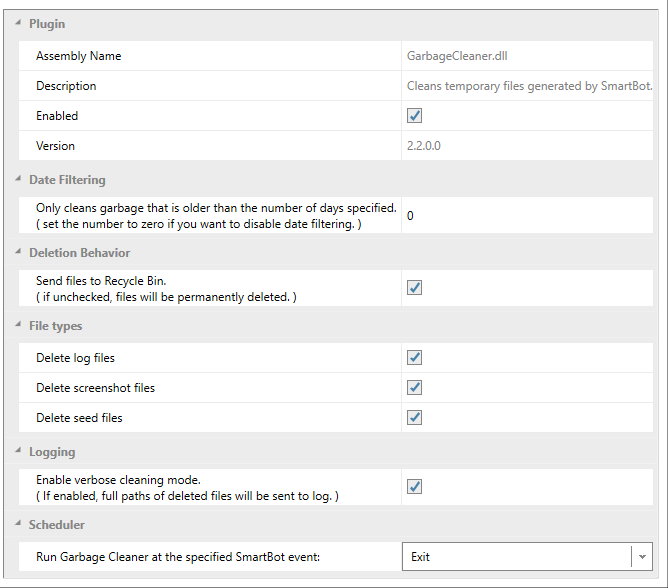 Plugin
Assembly Name GarbageCleaner.dll
Description Cleans temporary files generated by SmartBot.
Enabled
Version 2.2.0.0
Date Filtering
Only cleans garbage that is older than the number of days specified.
( set the number to zero if you want to disable date filtering. ) 0
Deletion Behavior
Send files to Recycle Bin.
( if unchecked, files will be permanently deleted. )
File types
Delete log files
Delete screenshot files
Delete seed files
Logging
Enable verbose cleaning mode.
( If enabled, full paths of deleted files will be sent to log. )
Scheduler
Run Garbage Cleaner at the specified SmartBot event: Exit